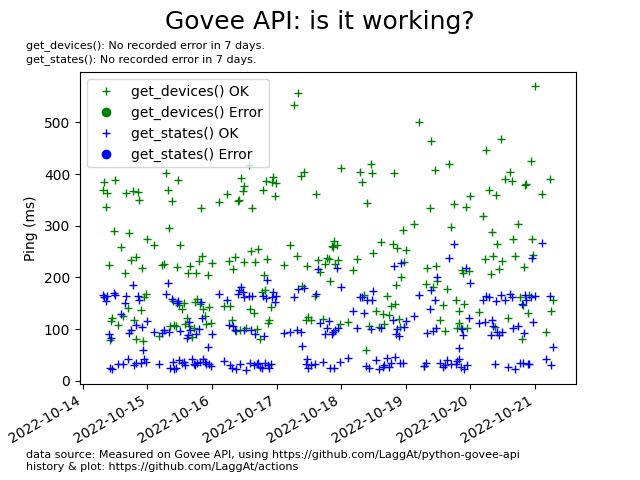 Govee API: is it working?
get_devices(): No recorded error in 7 days.
get_states(): No recorded error in 7 days.
get_devices() OK
get_devices() Error
get_states() OK
get_states() Error
Ping (ms)
500
400
300
200
100
0
2022-10-14
2022-10-15
2022-10-16
2022-10-17
2022-10-18
2022-10-19
2022-10-20
2022-10-21
data source: Measured on Govee API, using https://github.com/LaggAt/python-govee-api
history & plot: https://github.com/LaggAt/actions